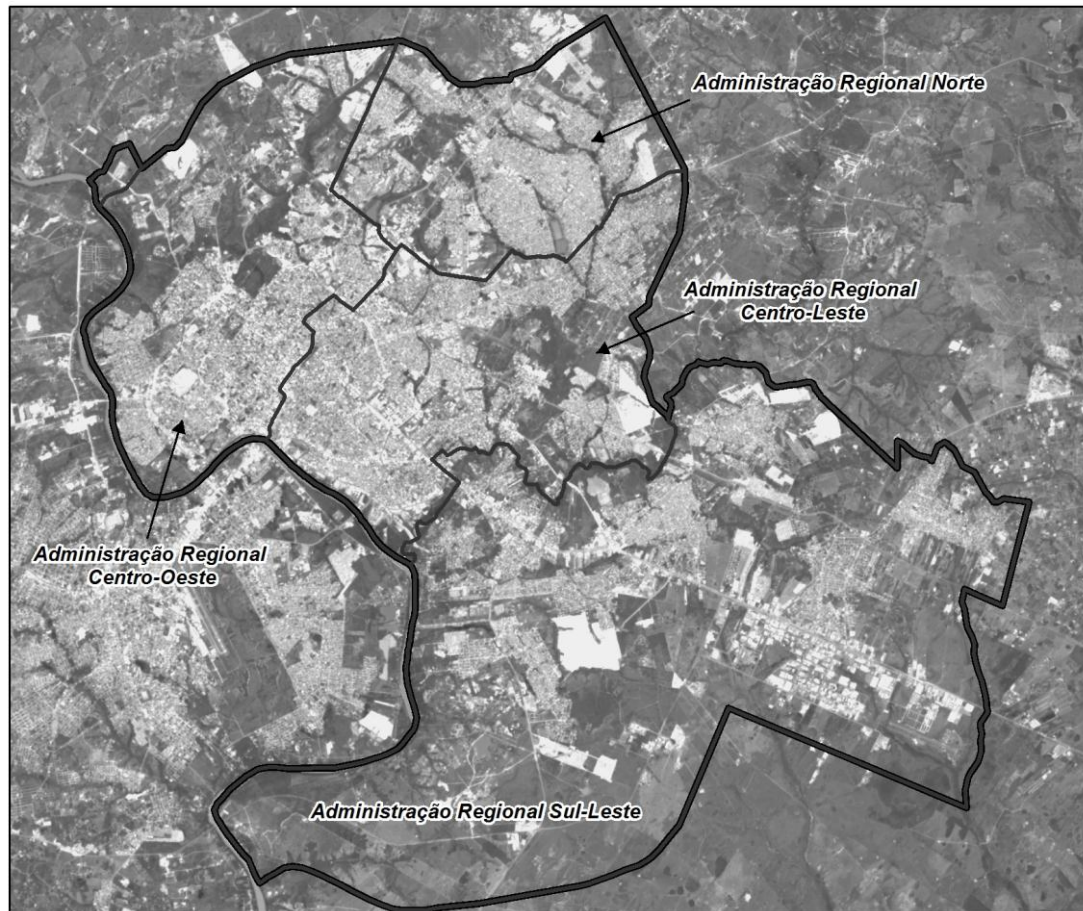 Administração Regional Norte
Administração Regional
Centro-Leste
Administração Regional
Centro-Oeste
Administração Regional Sul-Leste